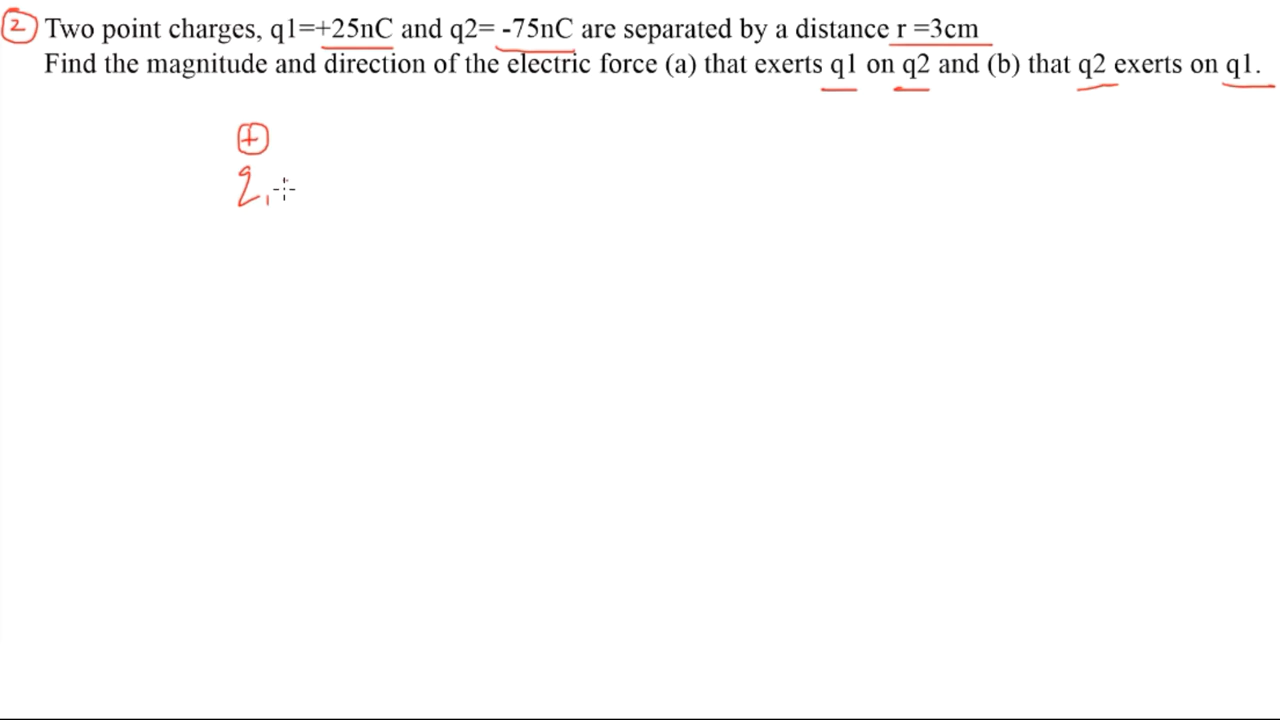 2 Two point charges, q1=+25nC and q2= -75nC are separated by a distance r =3cm
Find the magnitude and direction of the electric force (a) that exerts q1 on q2 and (b) that q2 exerts on q1.
+
q1